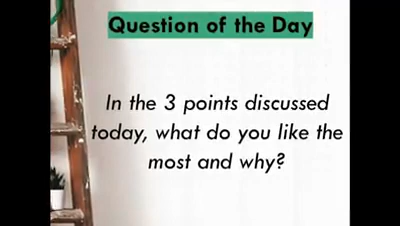 Question of the Day
In the 3 points discussed
today, what do you like the
most and why?